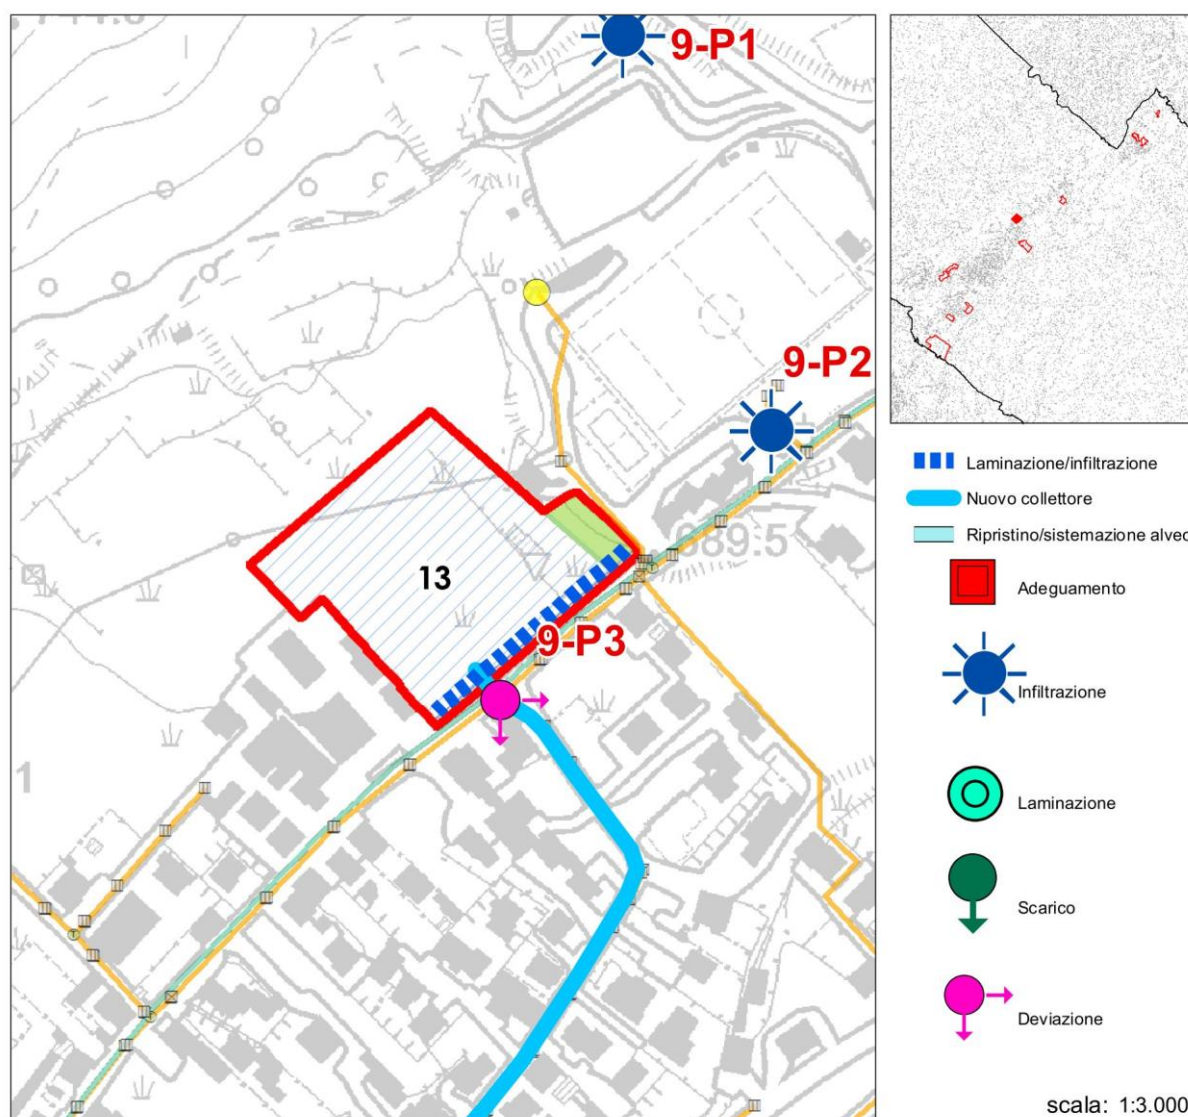 9-P1
9-P2
689.5
13
9-P3
1
Laminazione/infiltrazione
Nuovo collettore
Ripristino/sistemazione alveo
Adeguamento
Infiltrazione
Laminazione
Scarico
Deviazione
scala: 1:3.000